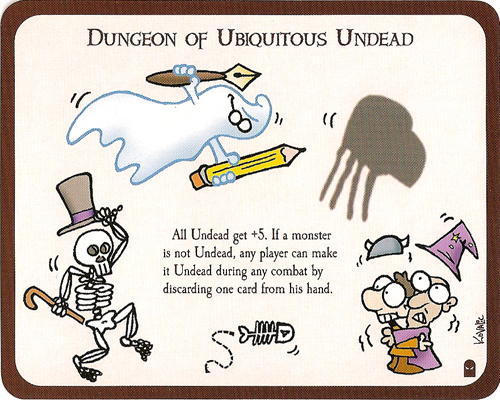 Dungeon of Ubiquitous Undead
All Undead get +5. If a monster
is not Undead, any player can make
it Undead during any combat by
discarding one card from his hand.
Kovalic